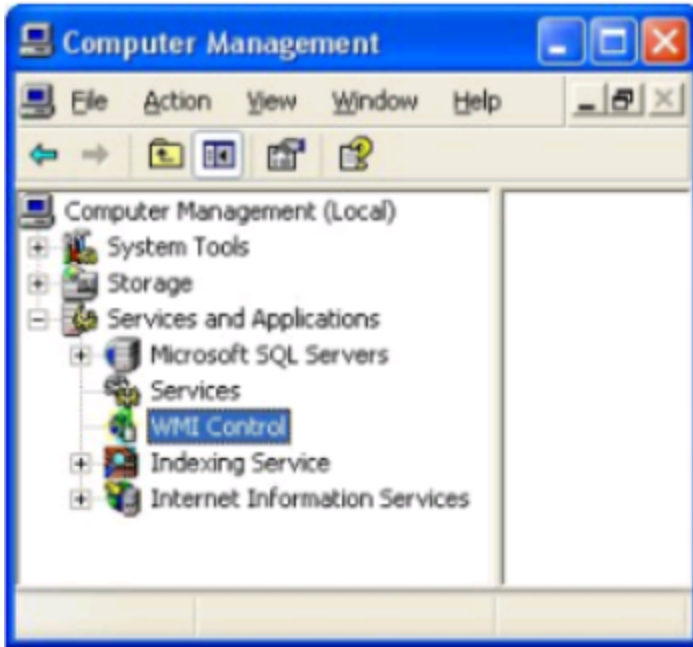 Computer Management
File Action View Window Help
Computer Management (Local)
System Tools
Storage
Services and Applications
Microsoft SQL Servers
Services
WMI Control
Indexing Service
Internet Information Services